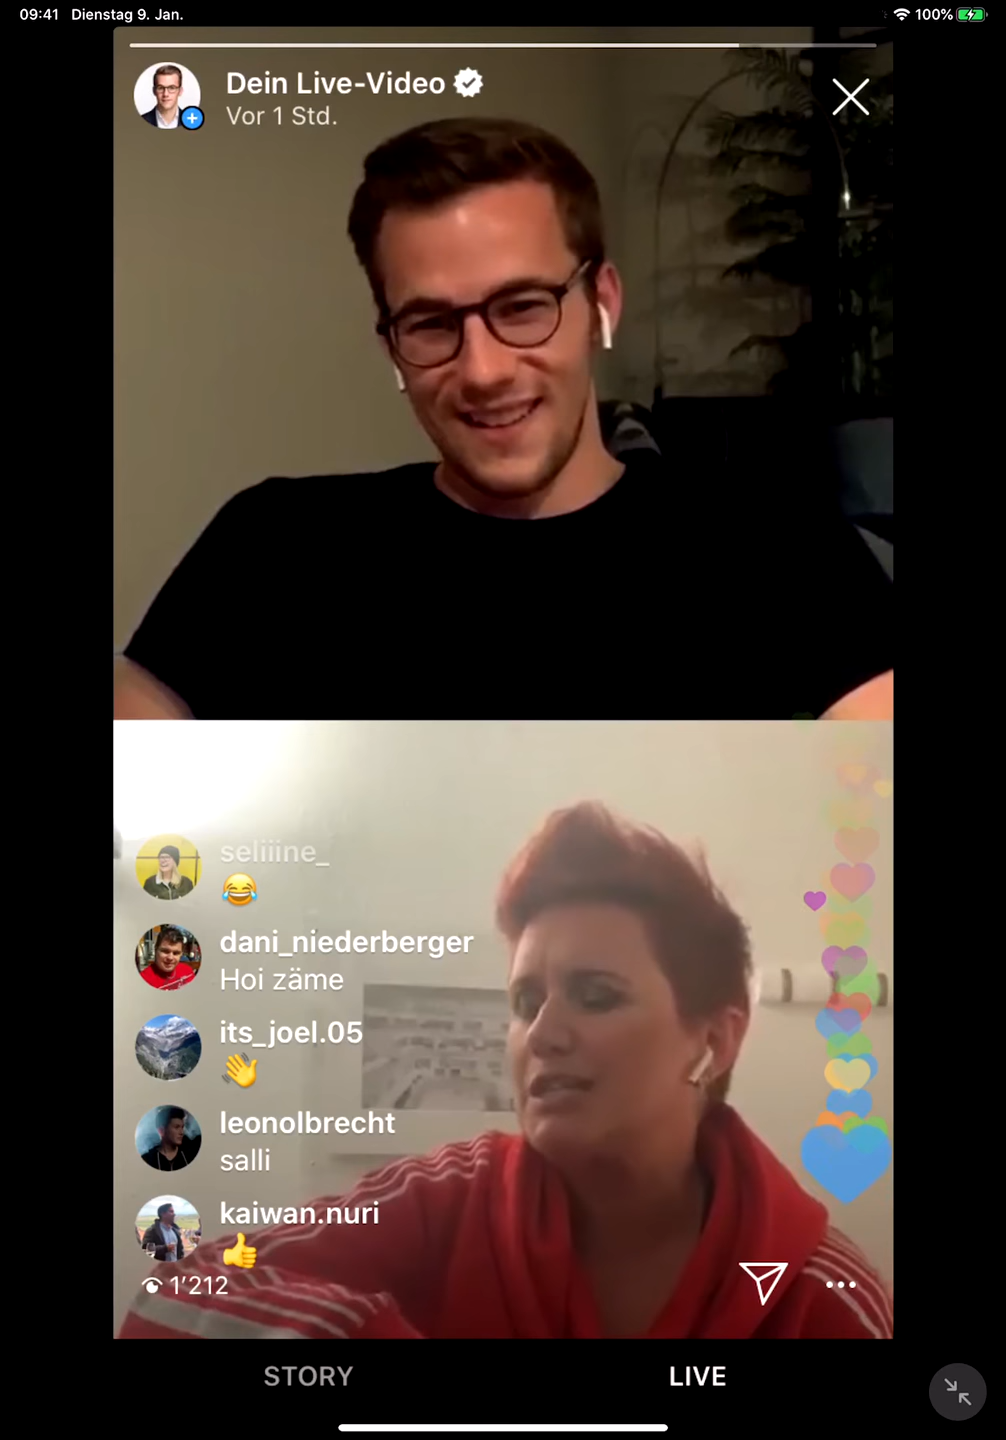 09:41 Dienstag 9. Jan.
100%
Dein Live-Video
Vor 1 Std.
seliiine_
😂
dani_niederberger
Hoi zäme
its_joel.05
👋
leonolbrecht
salli
kaiwan.nuri
👍
1’212
STORY
LIVE